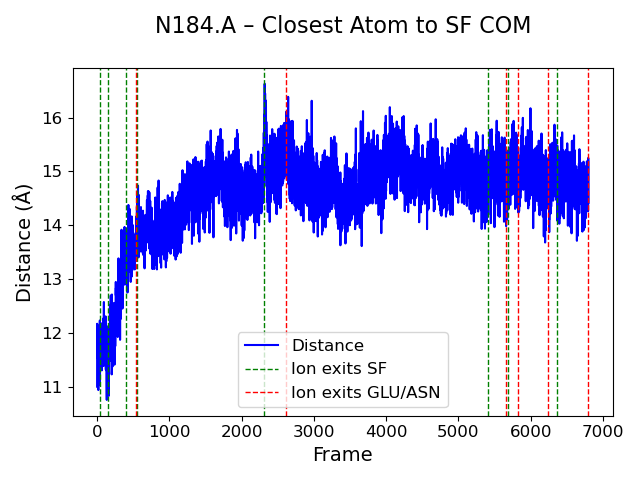 N184.A – Closest Atom to SF COM
16
15
14
13
12
11
Distance (Å)
Distance
Ion exits SF
Ion exits GLU/ASN
0 1000 2000 3000 4000 5000 6000 7000
Frame